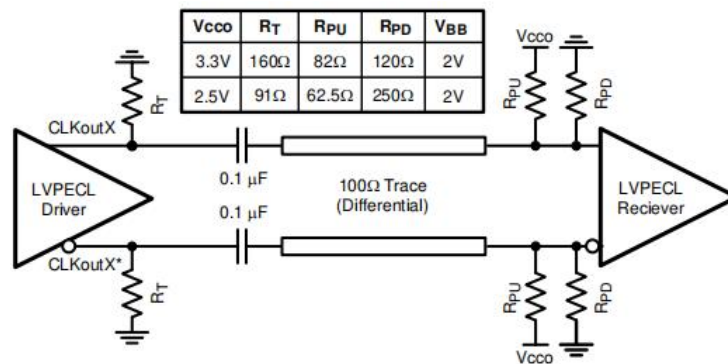 Vcco RT RPU RPD VBB
3.3V 160Ω 82Ω 120Ω 2V
2.5V 91Ω 62.5Ω 250Ω 2V
Vcco
RT
RPU
RPD
CLKoutX
LVPECL
Driver
0.1 µF
0.1 µF
100Ω Trace
(Differential)
LVPECL
Reciever
CLKoutX*
RT
RPU
RPD
Vcco